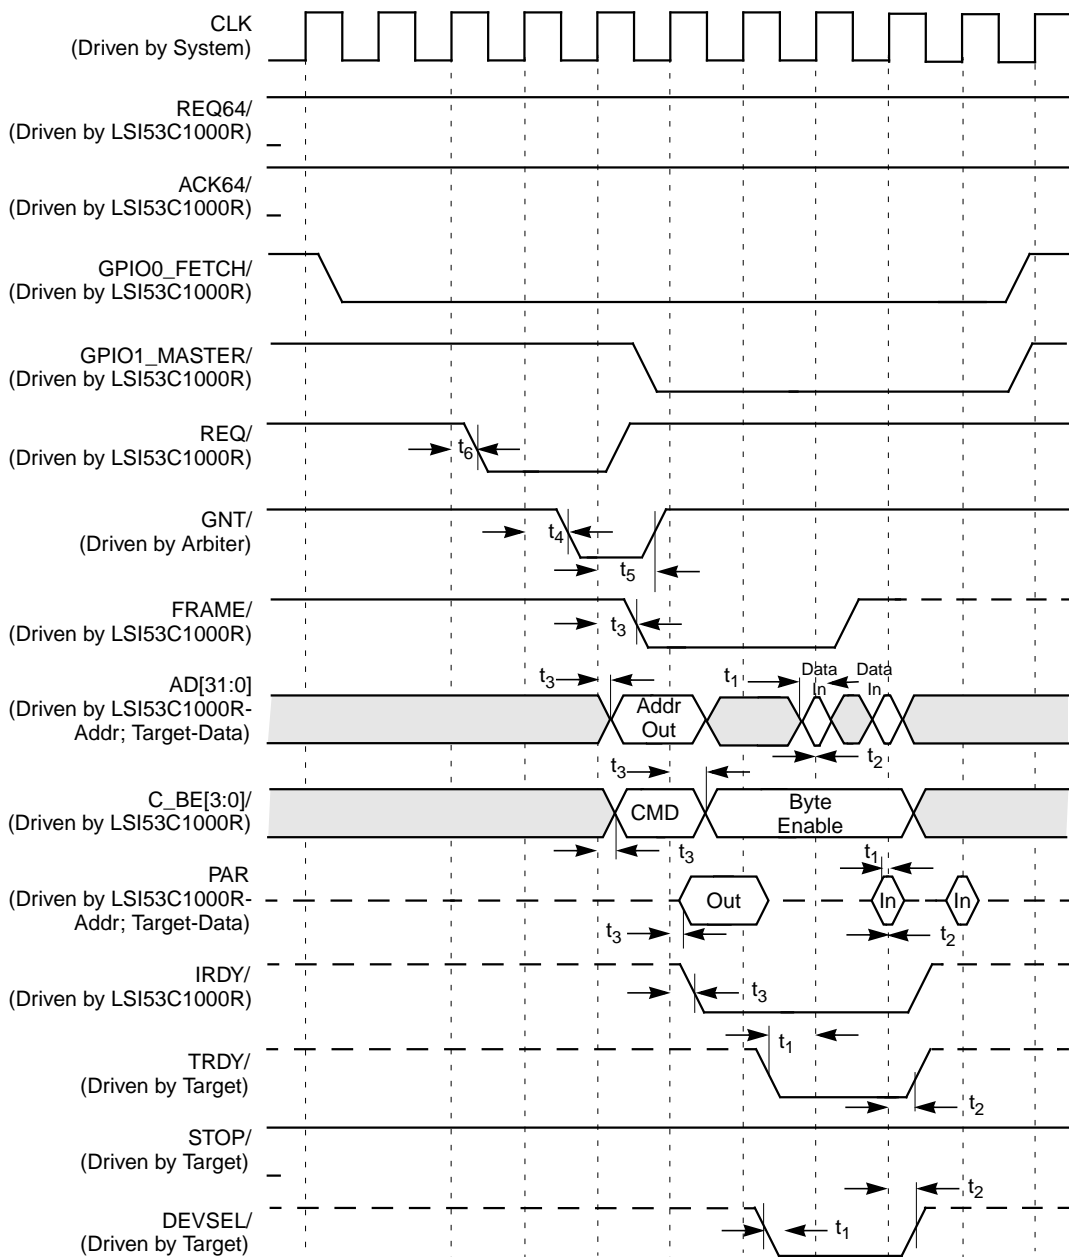 CLK
(Driven by System)
REQ64/
(Driven by LSI53C1000R)
ACK64/
(Driven by LSI53C1000R)
GPIO0_FETCH/
(Driven by LSI53C1000R)
GPIO1_MASTER/
(Driven by LSI53C1000R)
REQ/
(Driven by LSI53C1000R)
t6
GNT/
(Driven by Arbiter)
t4
t5
FRAME/
(Driven by LSI53C1000R)
t3
AD[31:0]
(Driven by LSI53C1000R-
Addr; Target-Data)
t3
Addr
Out
t1
Data
In
Data
In
t2
C_BE[3:0]/
(Driven by LSI53C1000R)
t3
CMD
Byte
Enable
t3
PAR
(Driven by LSI53C1000R-
Addr; Target-Data)
t1
Out
In
In
t3
t2
IRDY/
(Driven by LSI53C1000R)
t3
TRDY/
(Driven by Target)
t1
t2
STOP/
(Driven by Target)
t2
DEVSEL/
(Driven by Target)
t1